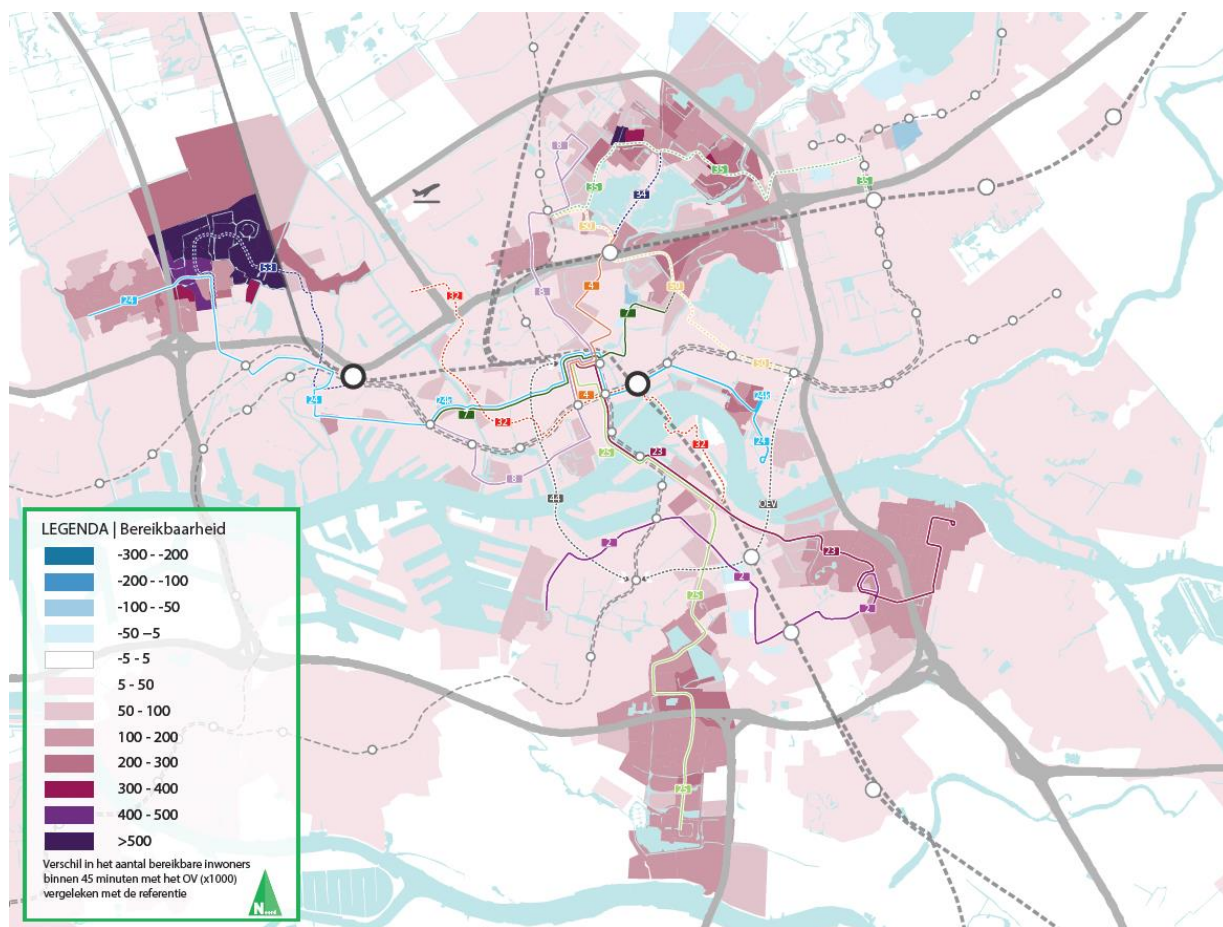 8
35
34
35
35
50
24
32
8
4
50
7
50
24
7
4
32
24
25
23
32
8
44
OEV
2
23
2
25
2
25
LEGENDA | Bereikbaarheid
-300 - -200
-200 - -100
-100 - -50
-50 –5
-5 - 5
5 - 50
50 - 100
100 - 200
200 - 300
300 - 400
400 - 500
>500
Verschil in het aantal bereikbare inwoners
binnen 45 minuten met het OV (x1000)
vergeleken met de referentie
Noord